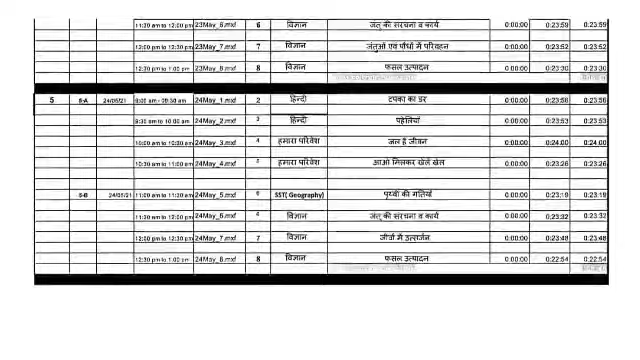 11:30 am to 12:00 pm 23May_6.mxf 6 विज्ञान जंतु की संरचना व कार्य 0:00:00 0:23:59 0:23:59
12:00 pm to 12:30 pm 23May_7.mxf 7 विज्ञान जंतुओं एवं पौधों में परिवहन 0:00:00 0:23:52 0:23:52
12:30 pm to 1:00 pm 23May_8.mxf 8 विज्ञान फसल उत्पादन 0:00:00 0:23:30 0:23:30
5 5-A 24/05/21 9:00 am - 09:30 am 24May_1.mxf 2 हिन्दी टपका का डर 0:00:00 0:23:58 0:23:58
9:30 am to 10:00 am 24May_2.mxf 3 हिन्दी पहेलियाँ 0:00:00 0:23:53 0:23:53
10:00 am to 10:30 am 24May_3.mxf 4 हमारा परिवेश जल है जीवन 0:00:00 0:24:00 0:24:00
10:30 am to 11:00 am 24May_4.mxf 5 हमारा परिवेश आओ मिलकर खेलें खेल 0:00:00 0:23:26 0:23:26
5-B 24/05/21 11:00 am to 11:30 am 24May_5.mxf 6 SST( Geography) पृथ्वी की गतियां 0:00:00 0:23:19 0:23:19
11:30 am to 12:00 pm 24May_6.mxf 6 विज्ञान जंतु की संरचना व कार्य 0:00:00 0:23:32 0:23:32
12:00 pm to 12:30 pm 24May_7.mxf 7 विज्ञान जीवों में उत्सर्जन 0:00:00 0:23:48 0:23:48
12:30 pm to 1:00 pm 24May_8.mxf 8 विज्ञान फसल उत्पादन 0:00:00 0:22:54 0:22:54